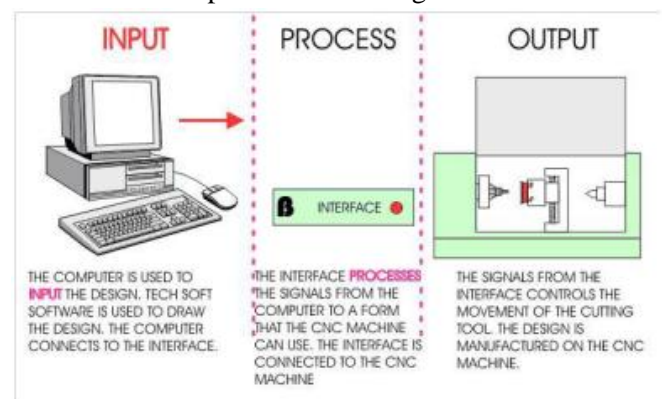 INPUT
PROCESS
OUTPUT
INTERFACE
THE COMPUTER IS USED TO
INPUT THE DESIGN. TECH SOFT
SOFTWARE IS USED TO DRAW
THE DESIGN. THE COMPUTER
CONNECTS TO THE INTERFACE.
THE INTERFACE PROCESSES
THE SIGNALS FROM THE
COMPUTER TO A FORM
THAT THE CNC MACHINE
CAN USE. THE INTERFACE IS
CONNECTED TO THE CNC
MACHINE
THE SIGNALS FROM THE
INTERFACE CONTROLS THE
MOVEMENT OF THE CUTTING
TOOL. THE DESIGN IS
MANUFACTURED ON THE CNC
MACHINE.